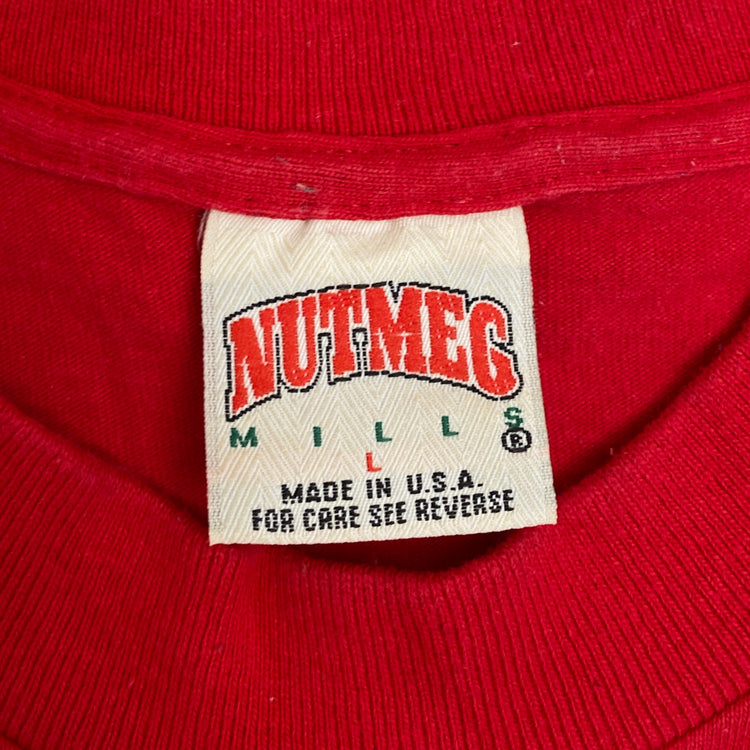 NUTMEG
MILLS®
L
MADE IN U.S.A.
FOR CARE SEE REVERSE